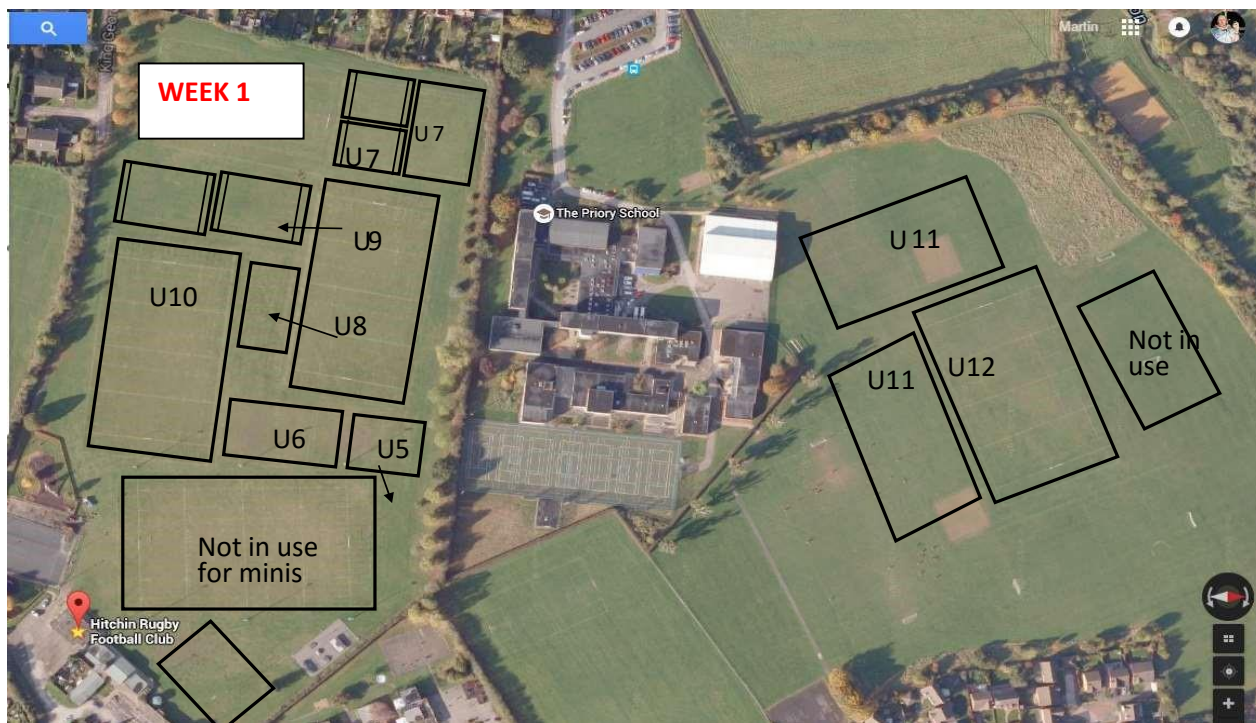 Martin
WEEK 1
U7
U7
The Priory School
U9
U 11
U10
U8
Not in
use
U11
U12
U6
U5
Not in use
for minis
Hitchin Rugby
Football Club